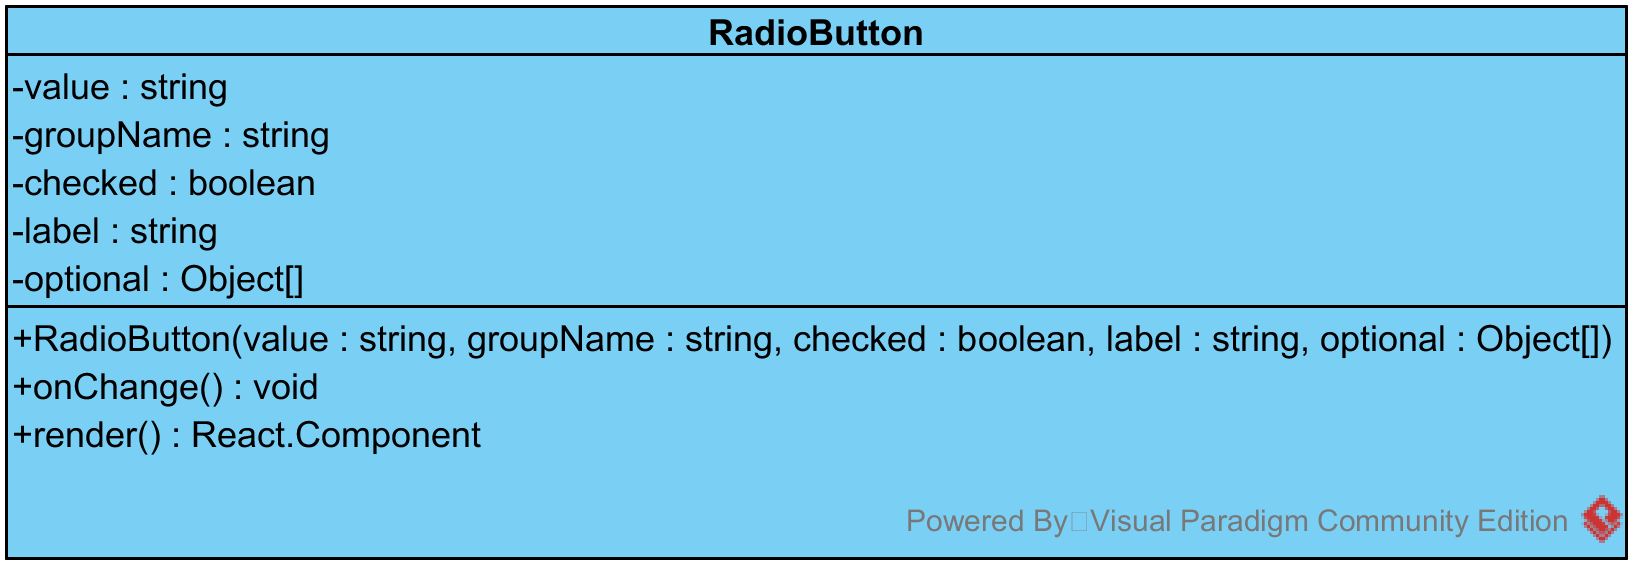 RadioButton
-value : string
-groupName : string
-checked : boolean
-label : string
-optional : Object[]
+RadioButton(value : string, groupName : string, checked : boolean, label : string, optional : Object[])
+onChange() : void
+render() : React.Component
Powered By Visual Paradigm Community Edition